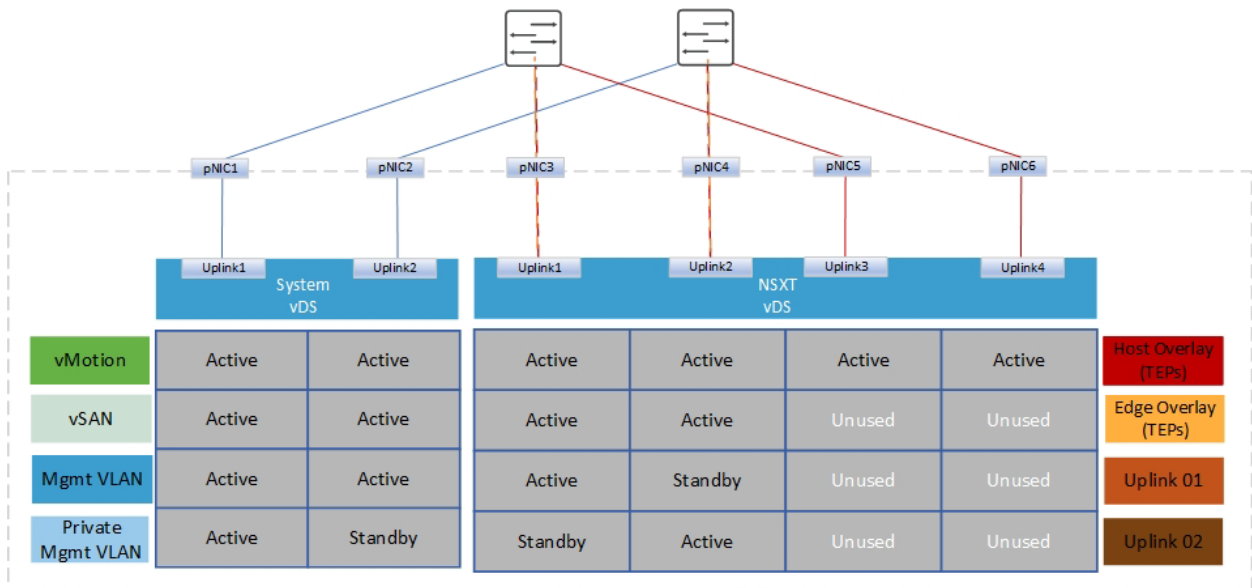 pNIC1
pNIC2
pNIC3
pNIC4
pNIC5
pNIC6
Uplink1
Uplink2
Uplink1
Uplink2
Uplink3
Uplink4
System
vDS
NSXT
vDS
vMotion
Active
Active
Active
Active
Active
Active
Host Overlay
(TEPs)
vSAN
Active
Active
Active
Active
Unused
Unused
Edge Overlay
(TEPs)
Mgmt VLAN
Active
Active
Active
Standby
Unused
Unused
Uplink 01
Private
Mgmt VLAN
Active
Standby
Standby
Active
Unused
Unused
Uplink 02